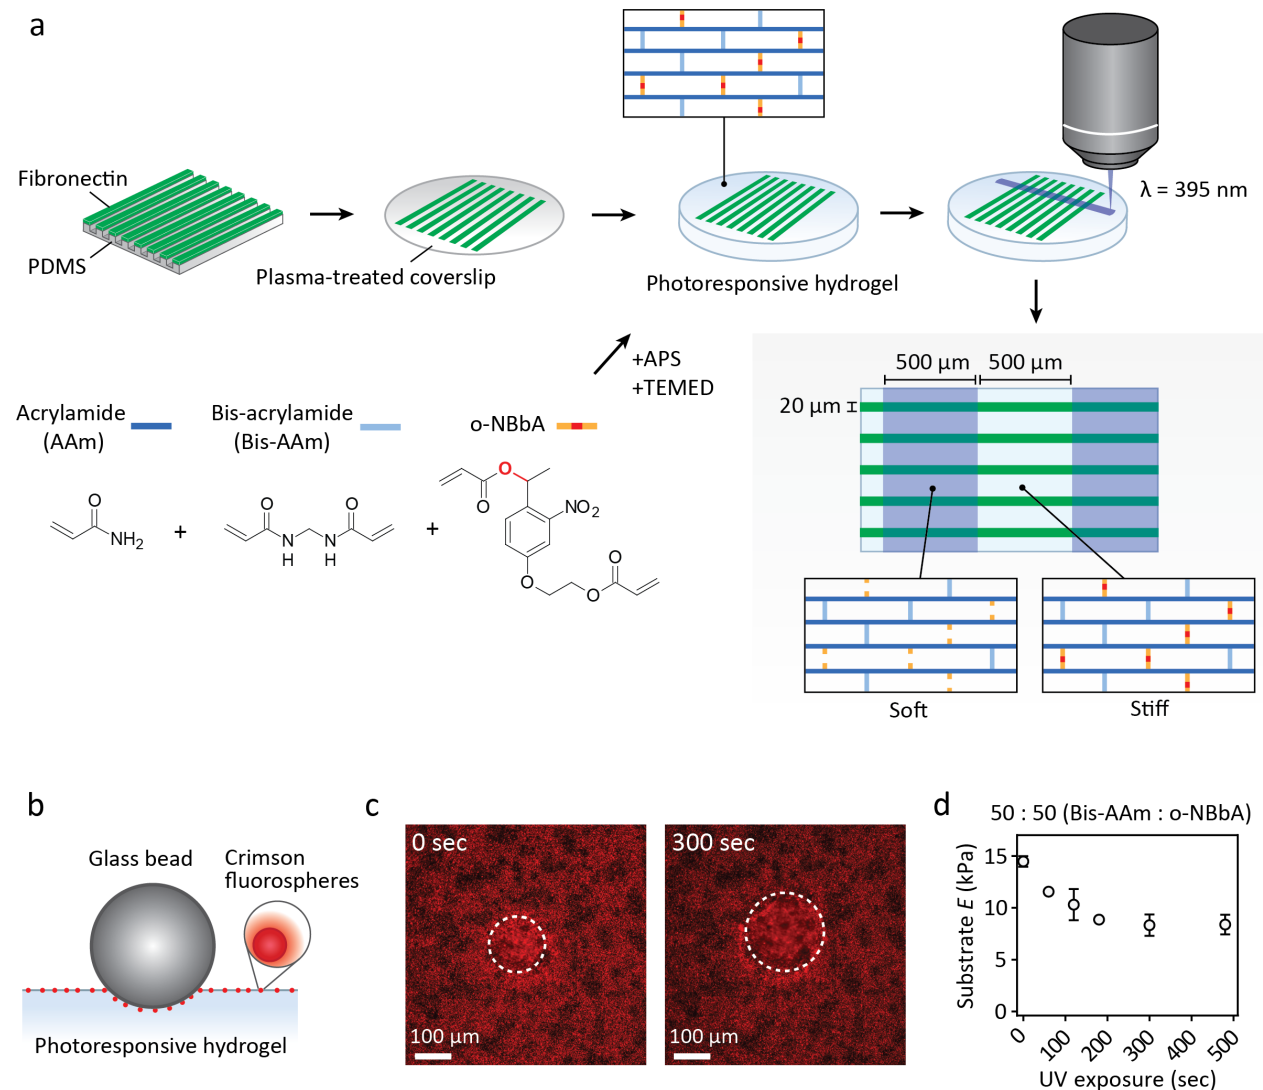 a
Fibronectin
PDMS
Plasma-treated coverslip
Photoresponsive hydrogel
λ = 395 nm
+APS
+TEMED
Acrylamide
(AAm)
Bis-acrylamide
(Bis-AAm)
o-NBbA
O
NH2
+
O
N
H
N
H
O
+
O
O
NO2
O
O
O
500 µm
500 µm
20 µm
Soft
Stiff
b
Glass bead
Crimson
fluorospheres
Photoresponsive hydrogel
c
0 sec
100 µm
300 sec
100 µm
d
50 : 50 (Bis-AAm : o-NBbA)
Substrate E (kPa)
15
10
5
0
0
100
200
300
400
500
UV exposure (sec)